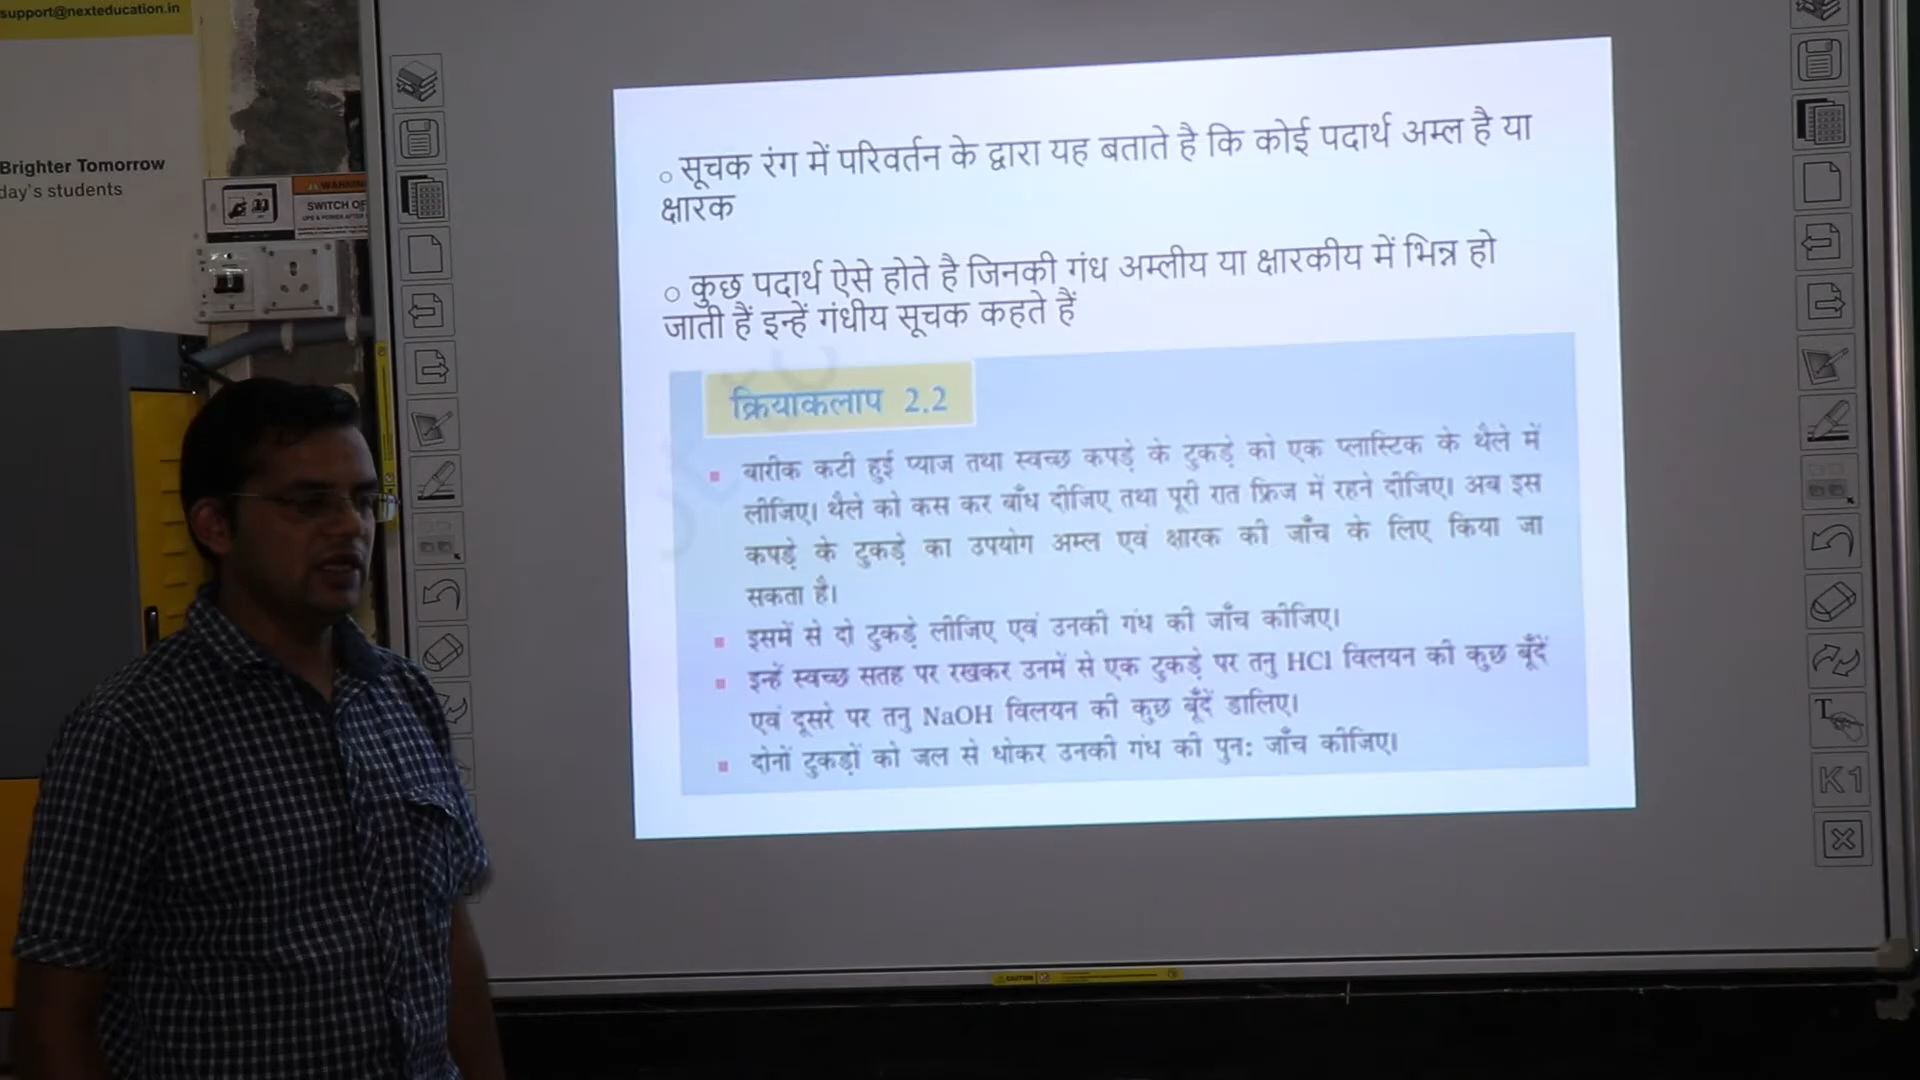 support@nexteducation.in
Brighter Tomorrow
day's students
WARNING
SWITCH OF
○ सूचक रंग में परिवर्तन के द्वारा यह बताते है कि कोई पदार्थ अम्ल है या
क्षारक
○ कुछ पदार्थ ऐसे होते है जिनकी गंध अम्लीय या क्षारकीय में भिन्न हो
जाती हैं इन्हें गंधीय सूचक कहते हैं
क्रियाकलाप 2.2
▪ बारीक कटी हुई प्याज तथा स्वच्छ कपड़े के टुकड़े को एक प्लास्टिक के थैले में
लीजिए। थैले को कस कर बाँध दीजिए तथा पूरी रात फ्रिज में रहने दीजिए। अब इस
कपड़े के टुकड़े का उपयोग अम्ल एवं क्षारक की जाँच के लिए किया जा
सकता है।
▪ इसमें से दो टुकड़े लीजिए एवं उनकी गंध की जाँच कीजिए।
▪ इन्हें स्वच्छ सतह पर रखकर उनमें से एक टुकड़े पर तनु HCl विलयन की कुछ बूँदें
एवं दूसरे पर तनु NaOH विलयन की कुछ बूँदें डालिए।
▪ दोनों टुकड़ों को जल से धोकर उनकी गंध की पुनः जाँच कीजिए।
T
K1
CAUTION